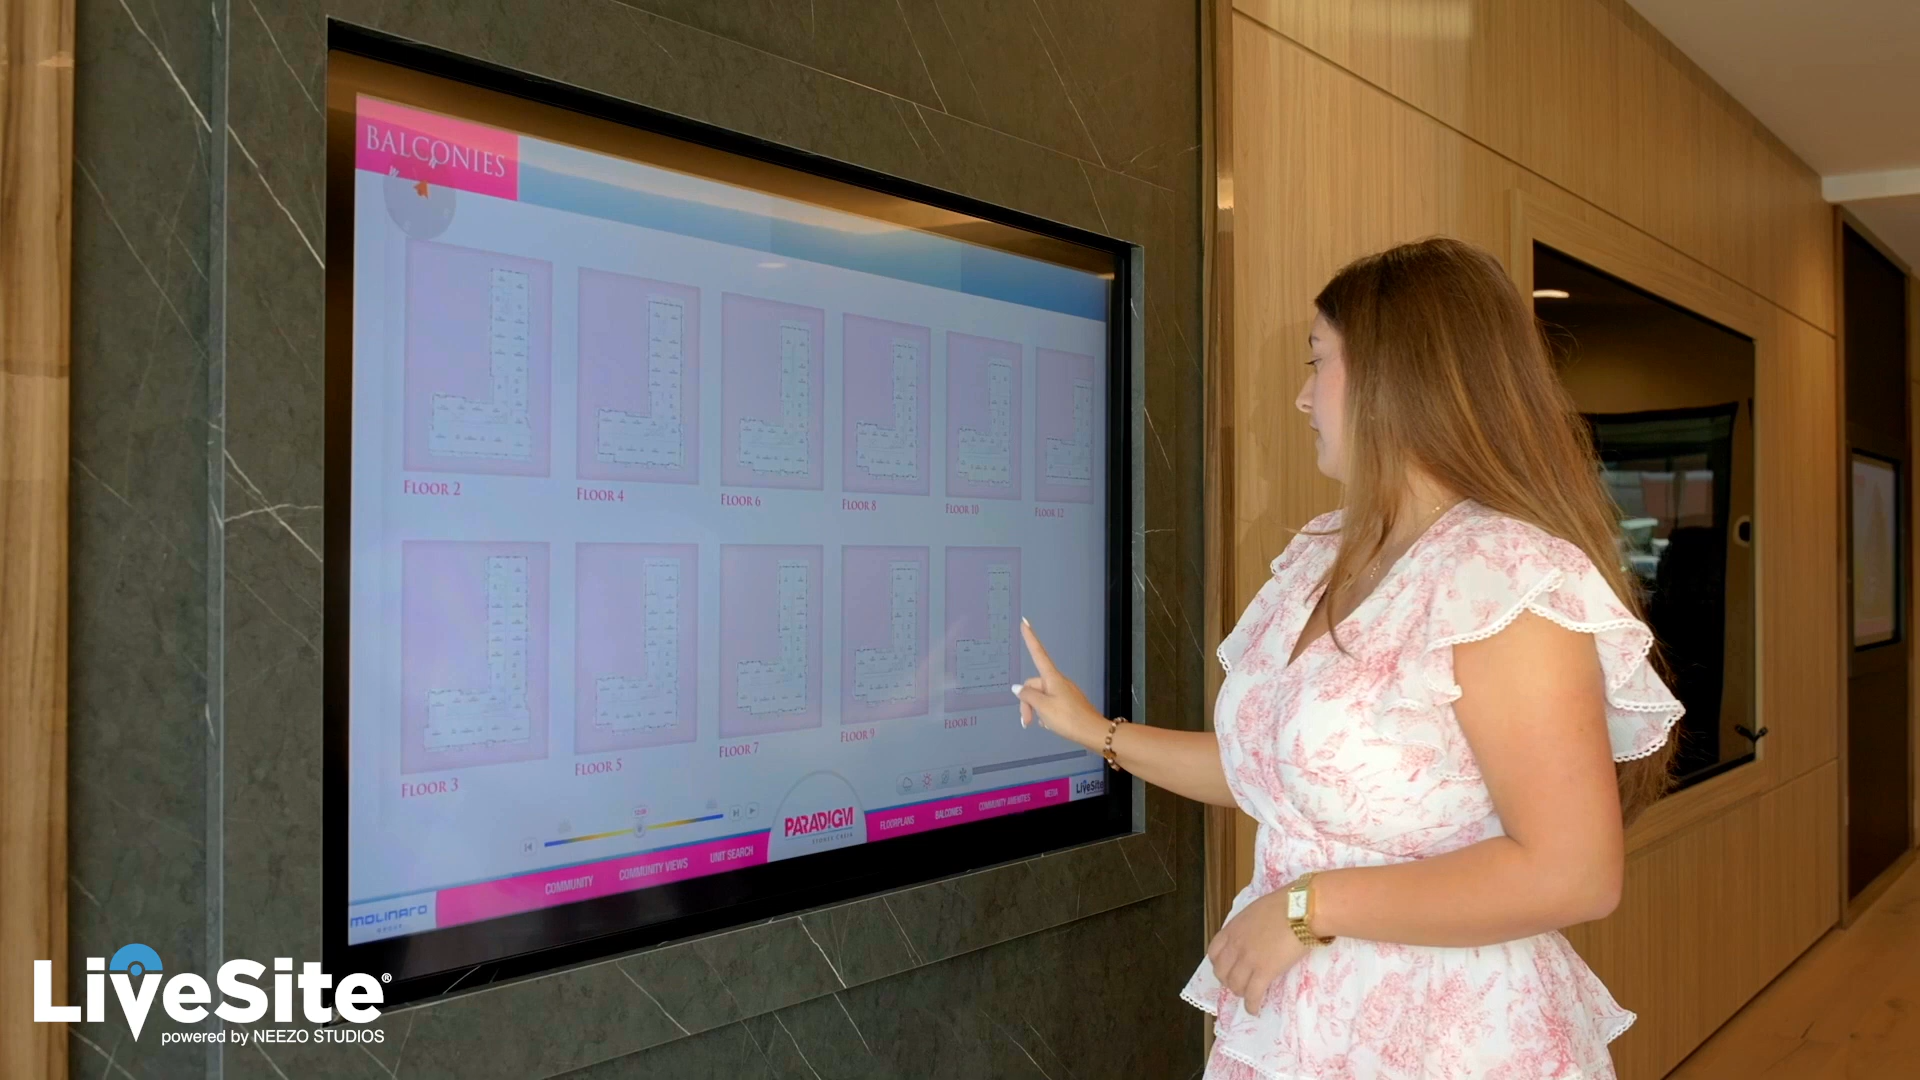 BALCONIES
FLOOR 2
FLOOR 4
FLOOR 6
FLOOR 8
FLOOR 10
FLOOR 12
FLOOR 3
FLOOR 5
FLOOR 7
FLOOR 9
FLOOR 11
COMMUNITY
COMMUNITY VIEWS
UNIT SEARCH
PARADIGM
FLOORPLANS
BALCONIES
COMMUNITY AMENITIES
MEDIA
LiveSite
MOLINARO
GROUP
LiveSite®
powered by NEEZO STUDIOS